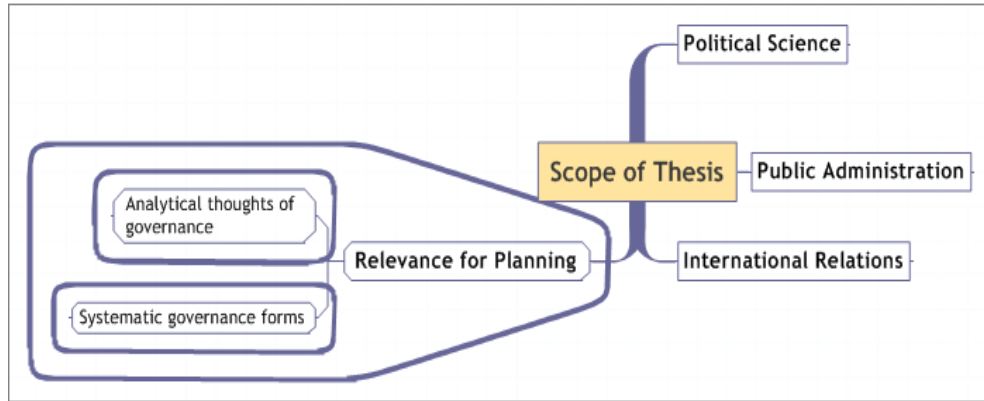 Political Science
Scope of Thesis
Public Administration
Analytical thoughts of
governance
Relevance for Planning
International Relations
Systematic governance forms